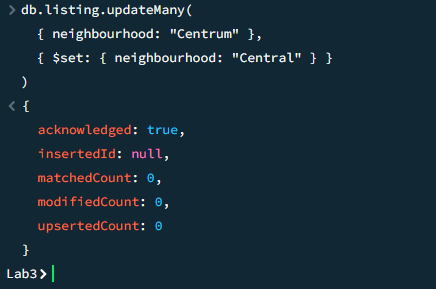 > db.listing.updateMany(
{ neighbourhood: "Centrum" },
{ $set: { neighbourhood: "Central" } }
)
< {
acknowledged: true,
insertedId: null,
matchedCount: 0,
modifiedCount: 0,
upsertedCount: 0
}
Lab3>